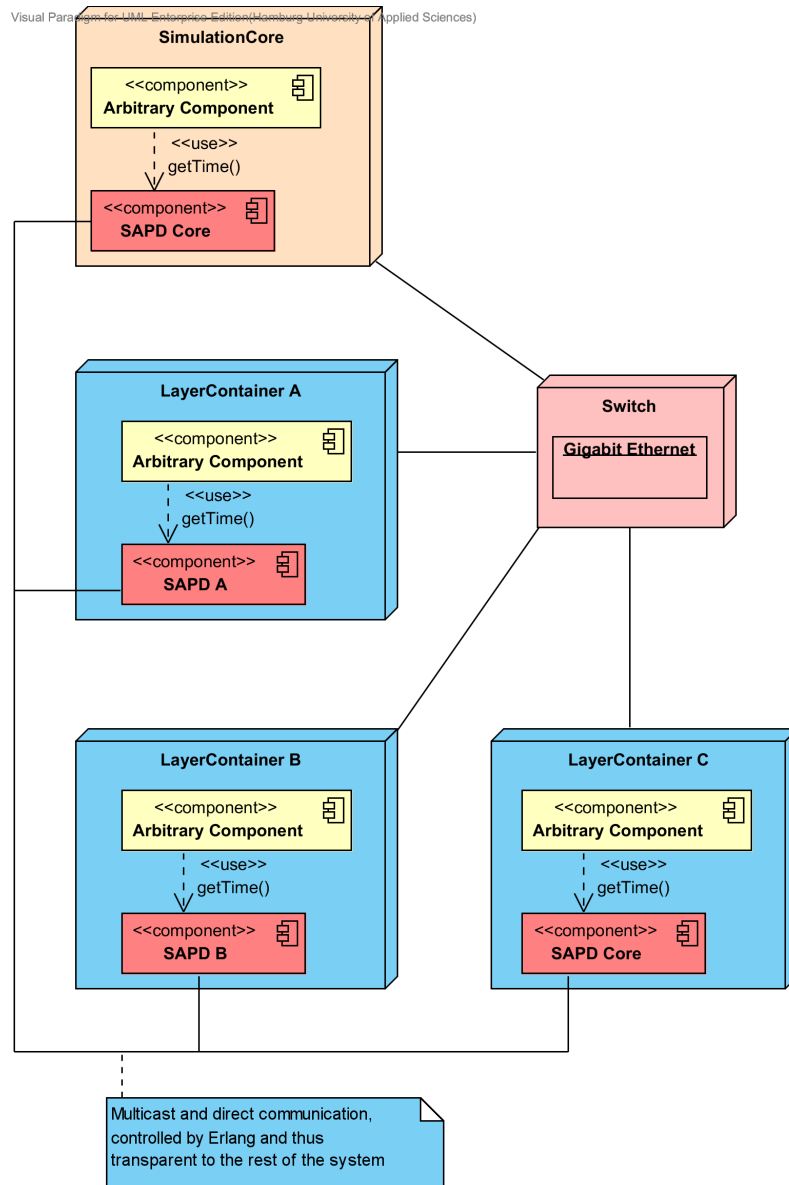 Visual Paradigm for UML Enterprise Edition(Hamburg University of Applied Sciences)
SimulationCore
<<component>>
Arbitrary Component
<<use>>
getTime()
<<component>>
SAPD Core
LayerContainer A
<<component>>
Arbitrary Component
<<use>>
getTime()
<<component>>
SAPD A
Switch
Gigabit Ethernet
LayerContainer B
<<component>>
Arbitrary Component
<<use>>
getTime()
<<component>>
SAPD B
LayerContainer C
<<component>>
Arbitrary Component
<<use>>
getTime()
<<component>>
SAPD Core
Multicast and direct communication,
controlled by Erlang and thus
transparent to the rest of the system